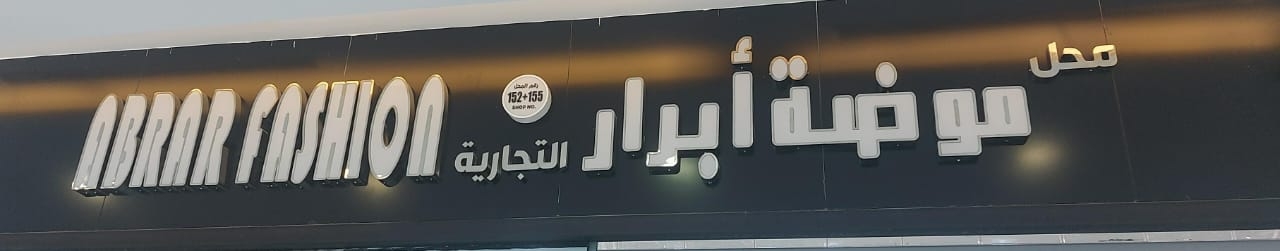 محل موضة أبرار التجارية
رقم المحل
152+155
SHOP NO.
ABRAR FASHION